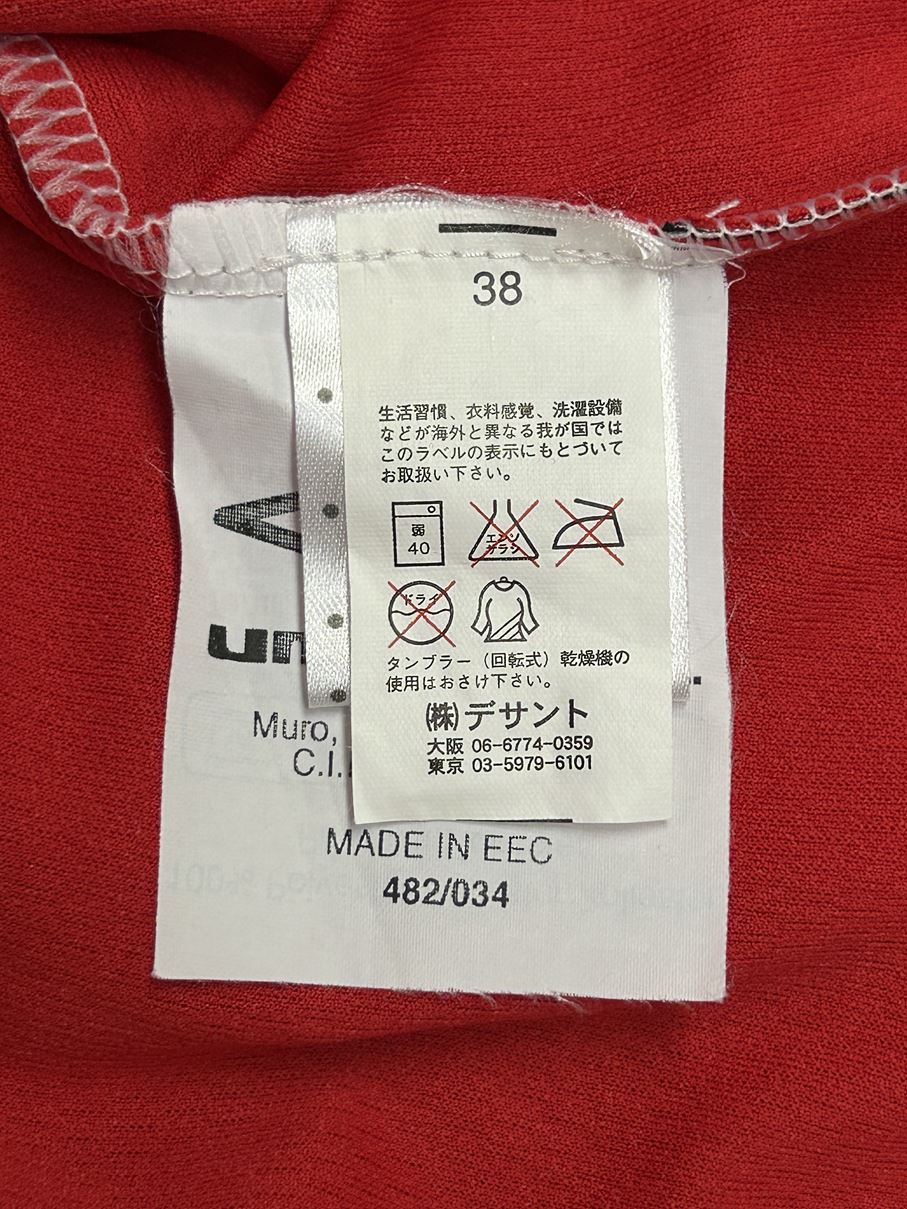 38
生活習慣、衣料感覚、洗濯設備
などが海外と異なる我が国では
このラベルの表示にもとづいて
お取扱い下さい。
弱
40
エンソ
サラシ
ドライ
タンブラー（回転式）乾燥機の
使用はおさけ下さい。
㈱デサント
大阪 06-6774-0359
東京 03-5979-6101
um
Muro,
C.I.
MADE IN EEC
482/034